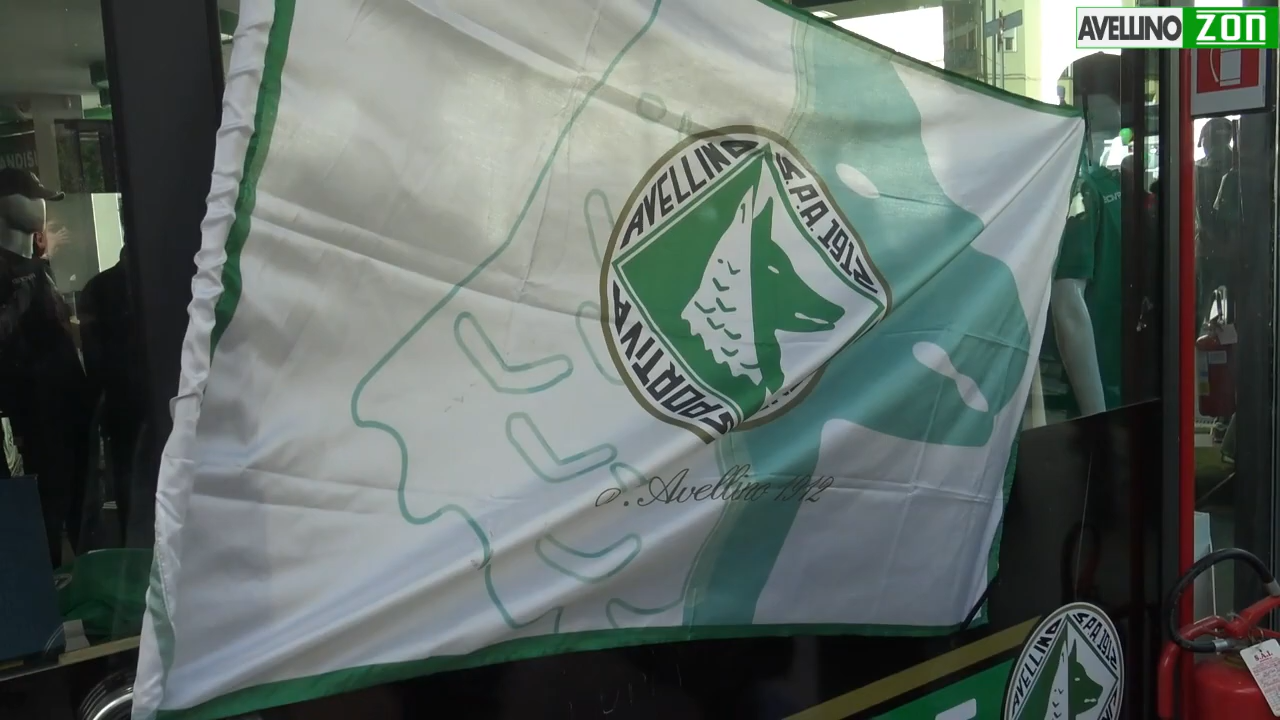 AVELLINO ZON
AVELLINO
S.P.A. 1912
SPORTIVA
Avellino 1912
AVELLINO
S.P.A. 1912